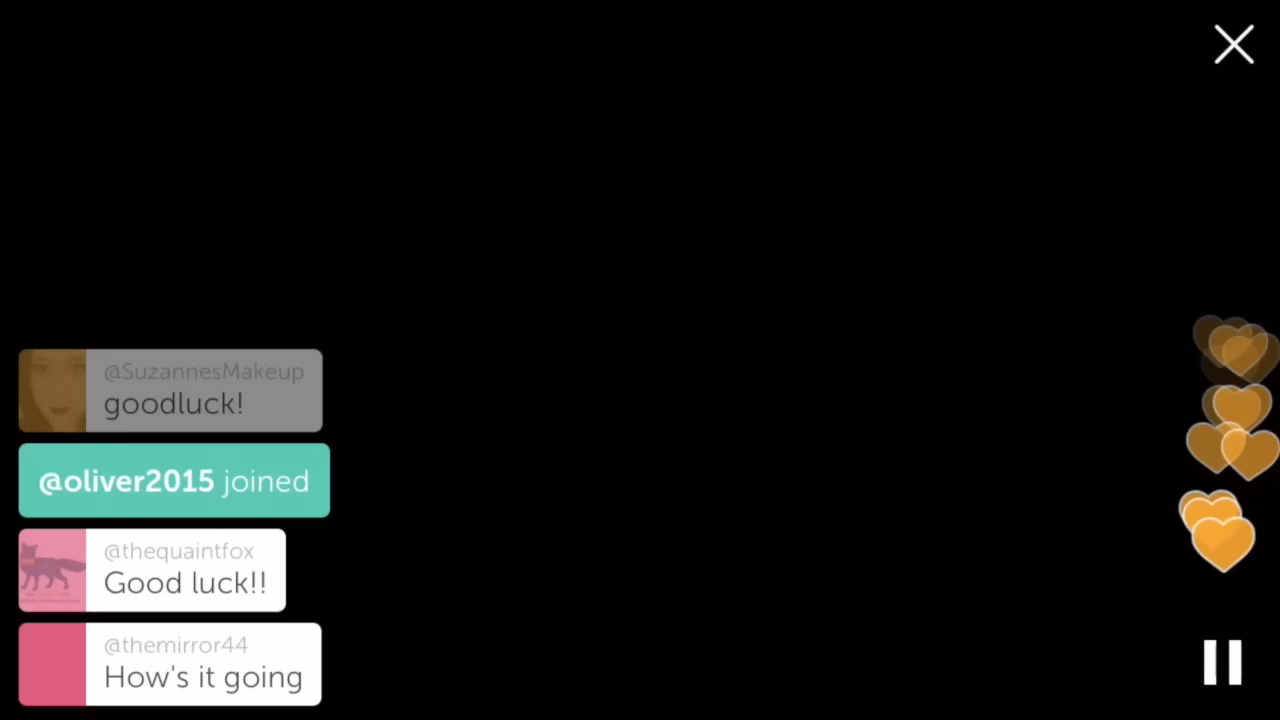 @SuzannesMakeup
goodluck!
@oliver2015 joined
@thequaintfox
Good luck!!
@themirror44
How's it going